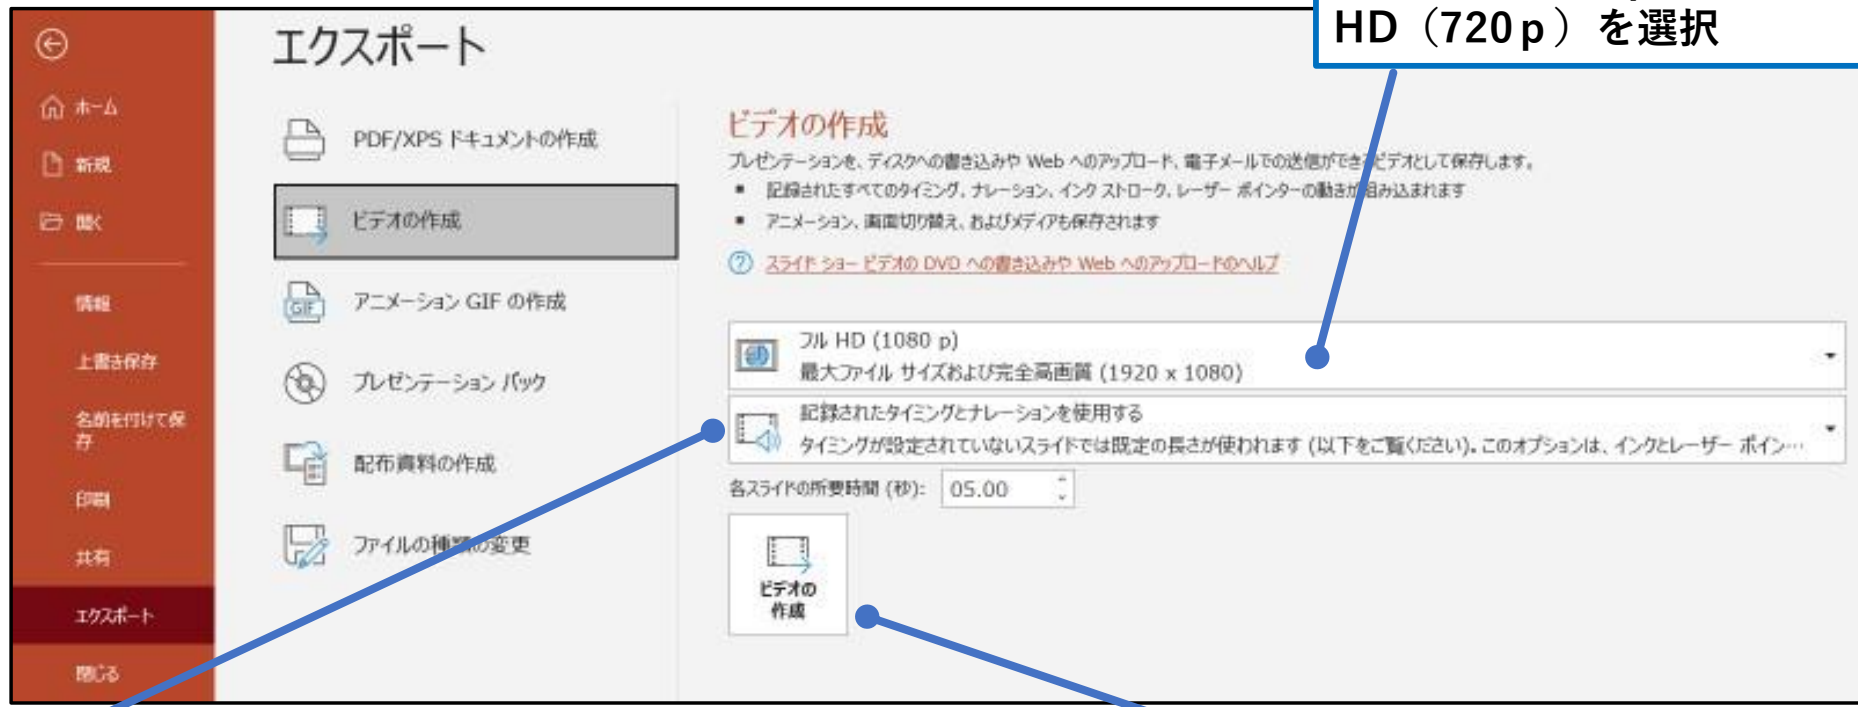 HD（720ｐ）を選択
エクスポート
ホーム
新規
開く
情報
上書き保存
名前を付けて保
存
印刷
共有
エクスポート
閉じる
PDF/XPS ドキュメントの作成
ビデオの作成
アニメーション GIF の作成
プレゼンテーション パック
配布資料の作成
ファイルの種類の変更
ビデオの作成
プレゼンテーションを、ディスクへの書き込みや Web へのアップロード、電子メールでの送信ができるビデオとして保存します。
▪ 記録されたすべてのタイミング、ナレーション、インク ストローク、レーザー ポインターの動きが組み込まれます
▪ アニメーション、画面切り替え、およびメディアも保存されます
スライド ショー ビデオの DVD への書き込みや Web へのアップロードのヘルプ
フル HD (1080 p)
最大ファイル サイズおよび完全高画質 (1920 x 1080)
記録されたタイミングとナレーションを使用する
タイミングが設定されていないスライドでは既定の長さが使われます (以下をご覧ください)。このオプションは、インクとレーザー ポイン…
各スライドの所要時間 (秒): 05.00
ビデオの
作成